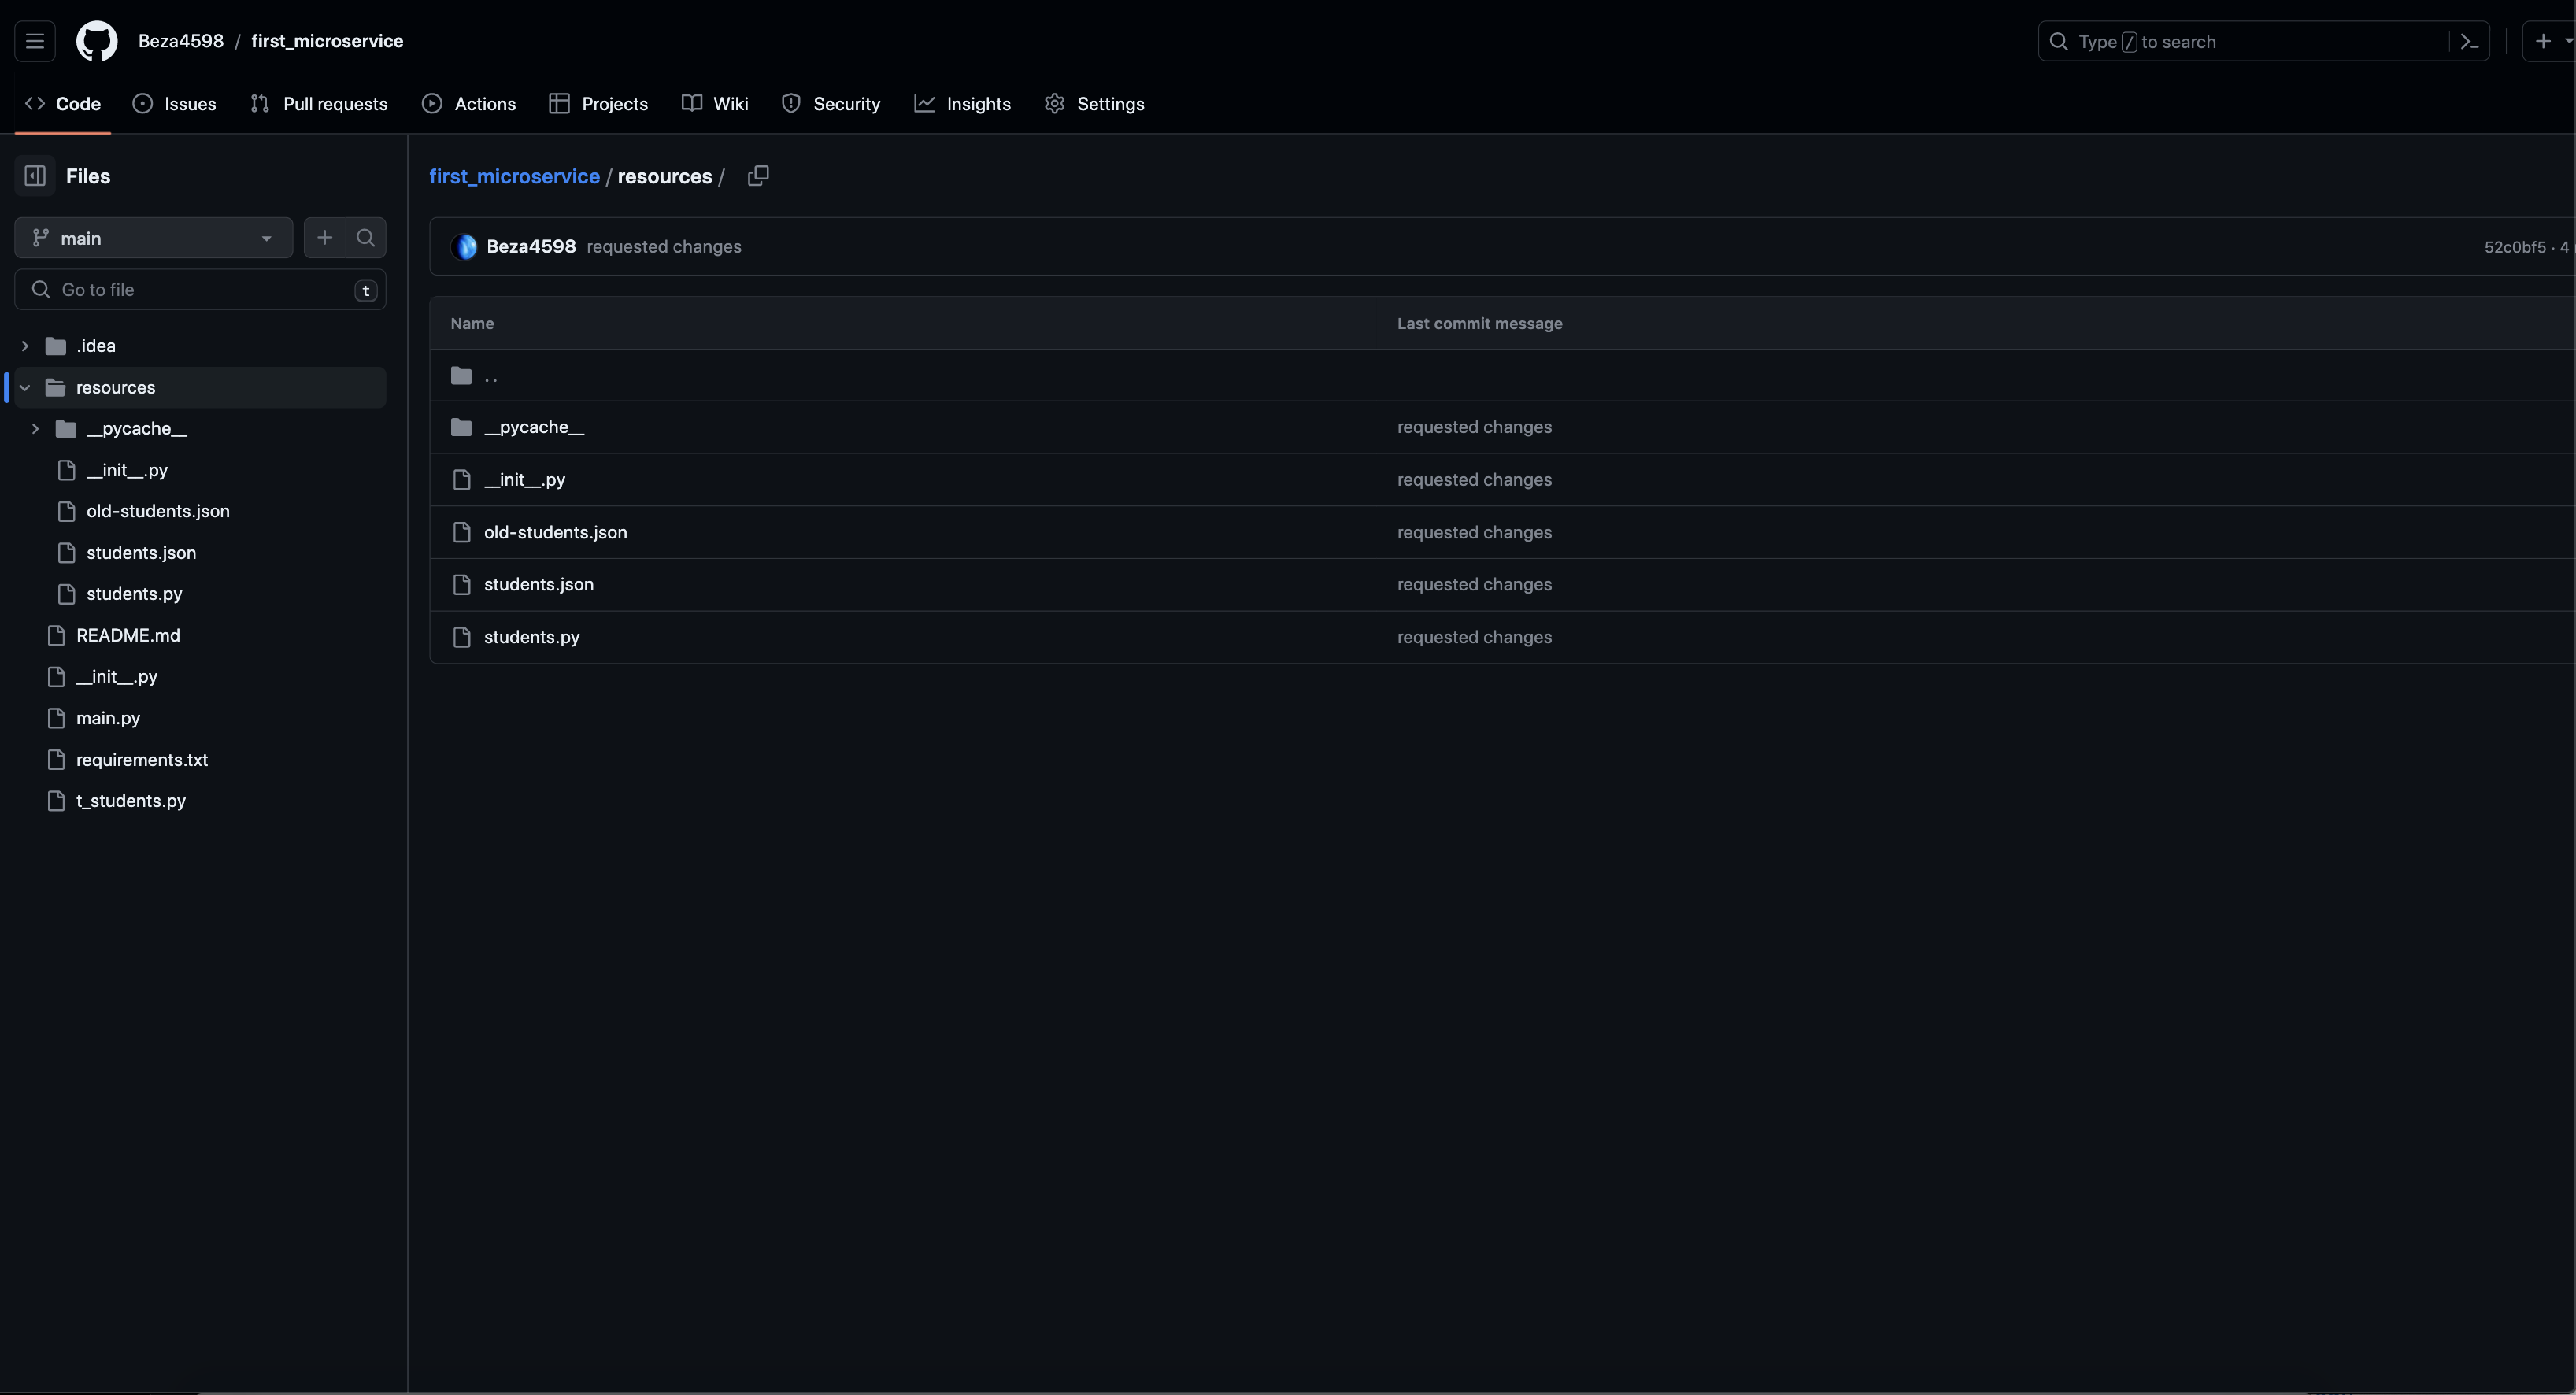 Beza4598 / first_microservice
Type / to search
Code Issues Pull requests Actions Projects Wiki Security Insights Settings
Files
main
Go to file t
.idea
resources
__pycache__
__init__.py
old-students.json
students.json
students.py
README.md
__init__.py
main.py
requirements.txt
t_students.py
first_microservice / resources /
Beza4598 requested changes 52c0bf5 · 4
Name Last commit message
..
__pycache__ requested changes
__init__.py requested changes
old-students.json requested changes
students.json requested changes
students.py requested changes